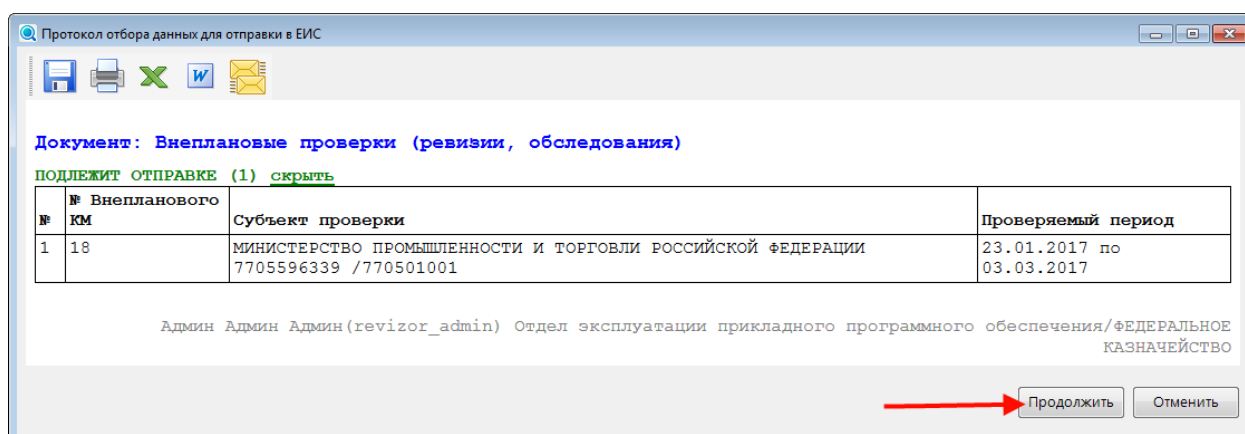 Протокол отбора данных для отправки в ЕИС
W
Документ: Внеплановые проверки (ревизии, обследования)
ПОДЛЕЖИТ ОТПРАВКЕ (1) скрыть
№ № Внепланового КМ Субъект проверки Проверяемый период
1 18 МИНИСТЕРСТВО ПРОМЫШЛЕННОСТИ И ТОРГОВЛИ РОССИЙСКОЙ ФЕДЕРАЦИИ 23.01.2017 по
7705596339 /770501001 03.03.2017
Админ Админ Админ(revizor_admin) Отдел эксплуатации прикладного программного обеспечения/ФЕДЕРАЛЬНОЕ
КАЗНАЧЕЙСТВО
Продолжить Отменить